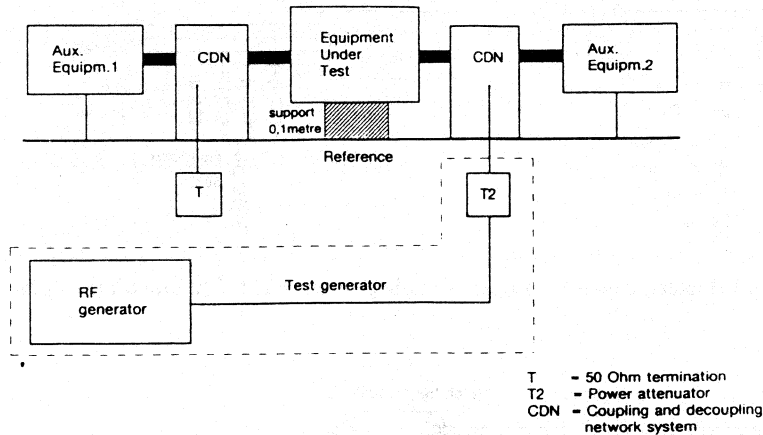 Aux.
Equipm.1
CDN
Equipment
Under
Test
CDN
Aux.
Equipm.2
support
0,1metre
Reference
T
T2
RF
generator
Test generator
T = 50 Ohm termination
T2 = Power attenuator
CDN = Coupling and decoupling
network system